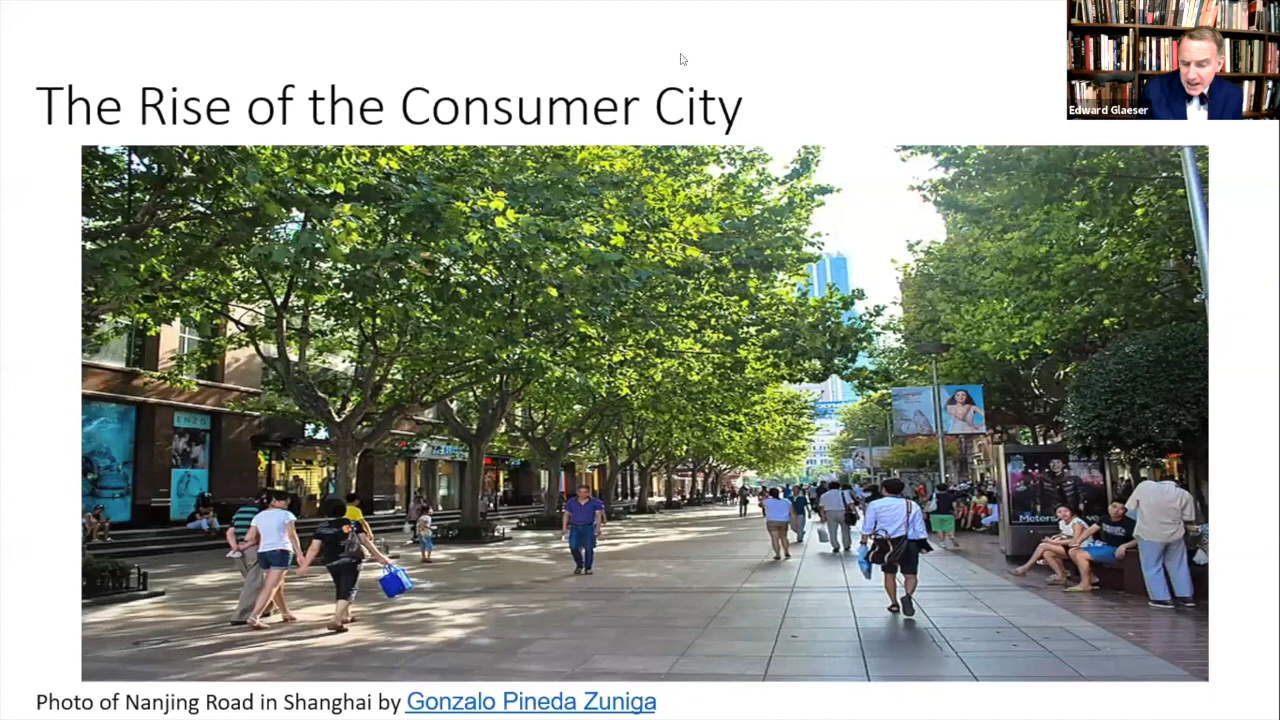 Edward Glaeser
The Rise of the Consumer City
ENZO
Meters
Photo of Nanjing Road in Shanghai by Gonzalo Pineda Zuniga